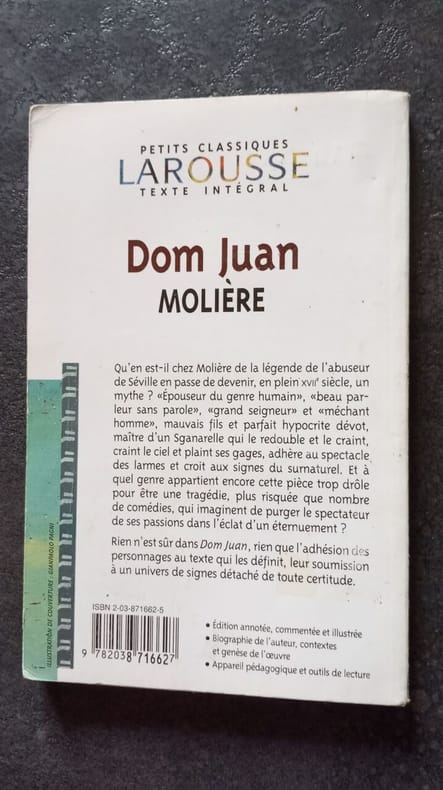 PETITS CLASSIQUES
LAROUSSE
TEXTE INTÉGRAL
Dom Juan
MOLIÈRE
Qu'en est-il chez Molière de la légende de l'abuseur
de Séville en passe de devenir, en plein XVIIe siècle, un
mythe ? «Épouseur du genre humain», «beau par-
leur sans parole», «grand seigneur» et «méchant
homme», mauvais fils et parfait hypocrite dévot,
maître d'un Sganarelle qui le redouble et le craint,
craint le ciel et plaint ses gages, adhère au spectacle
des larmes et croit aux signes du surnaturel. Et à
quel genre appartient encore cette pièce trop drôle
pour être une tragédie, plus risquée que nombre
de comédies, qui imaginent de purger le spectateur
de ses passions dans l'éclat d'un éternuement ?
Rien n'est sûr dans Dom Juan, rien que l'adhésion des
personnages au texte qui les définit, leur soumission
à un univers de signes détaché de toute certitude.
ILLUSTRATION DE COUVERTURE : GIANPAOLO PAGNI
ISBN 2-03-871662-5
9 782038 716627
• Édition annotée, commentée et illustrée
• Biographie de l'auteur, contextes
et genèse de l'œuvre
• Appareil pédagogique et outils de lecture